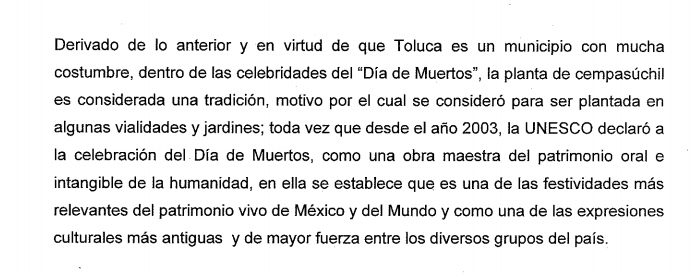 Derivado de lo anterior y en virtud de que Toluca es un municipio con mucha
costumbre, dentro de las celebridades del “Día de Muertos”, la planta de cempasúchil
es considerada una tradición, motivo por el cual se consideró para ser plantada en
algunas vialidades y jardines; toda vez que desde el año 2003, la UNESCO declaró a
la celebración del Día de Muertos, como una obra maestra del patrimonio oral e
intangible de la humanidad, en ella se establece que es una de las festividades más
relevantes del patrimonio vivo de México y del Mundo y como una de las expresiones
culturales más antiguas y de mayor fuerza entre los diversos grupos del país.